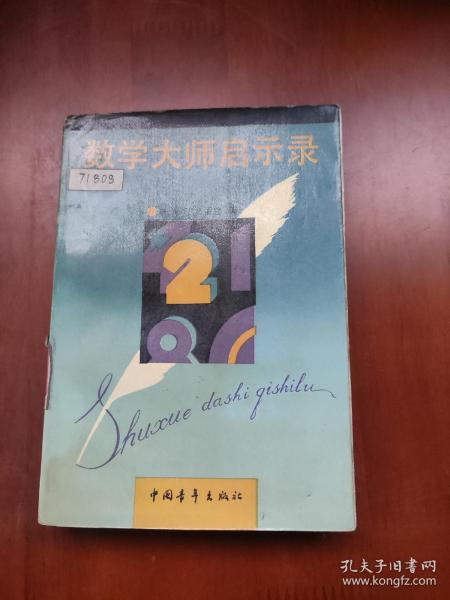 数学大师启示录
71808
2
Shuxue dashi qishilu
中国青年出版社
孔夫子旧书网
www.kongfz.com